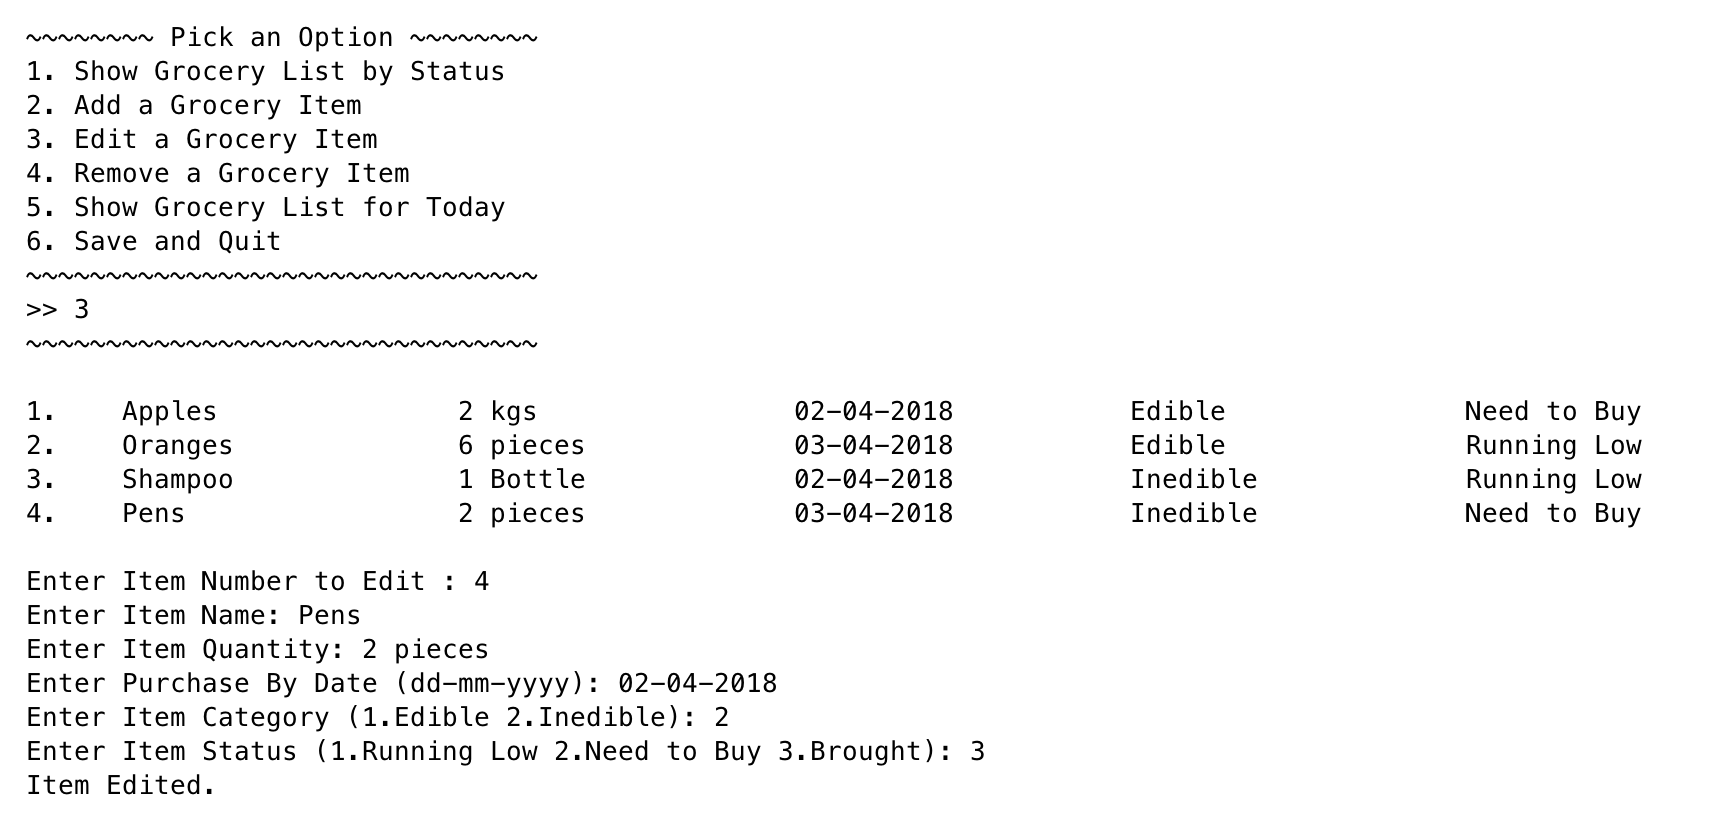 ~~~~~~~~ Pick an Option ~~~~~~~~
1. Show Grocery List by Status
2. Add a Grocery Item
3. Edit a Grocery Item
4. Remove a Grocery Item
5. Show Grocery List for Today
6. Save and Quit
~~~~~~~~~~~~~~~~~~~~~~~~~~~~~~~~
>> 3
~~~~~~~~~~~~~~~~~~~~~~~~~~~~~~~~
1. Apples 2 kgs 02-04-2018 Edible Need to Buy
2. Oranges 6 pieces 03-04-2018 Edible Running Low
3. Shampoo 1 Bottle 02-04-2018 Inedible Running Low
4. Pens 2 pieces 03-04-2018 Inedible Need to Buy
Enter Item Number to Edit : 4
Enter Item Name: Pens
Enter Item Quantity: 2 pieces
Enter Purchase By Date (dd-mm-yyyy): 02-04-2018
Enter Item Category (1.Edible 2.Inedible): 2
Enter Item Status (1.Running Low 2.Need to Buy 3.Brought): 3
Item Edited.